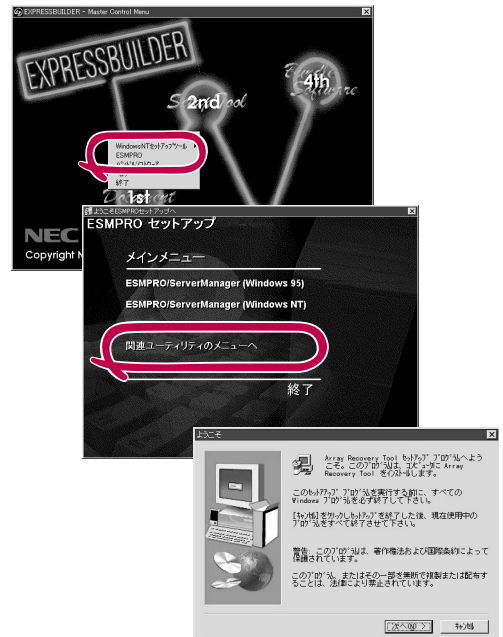 EXPRESSBUILDER - Master Control Menu
EXPRESSBUILDER
2nd
4th
WindowsNTセットアップツール
ESMPRO
終了
1st
NEC
Copyright
ようこそESMPROセットアップへ
ESMPRO セットアップ
メインメニュー
ESMPRO/ServerManager (Windows 95)
ESMPRO/ServerManager (Windows NT)
関連ユーティリティのメニューへ
終了
ようこそ
Array Recovery Tool セットアップ プログラムへよう
こそ。このプログラムは、コンピュータに Array
Recovery Tool をインストールします。
このセットアップ プログラムを実行する前に、すべての
Windows プログラムを必ず終了して下さい。
[キャンセル] をクリックしセットアップを終了した後、現在使用中の
プログラムをすべて終了させて下さい。
警告: このプログラムは、著作権法および国際条約によって
保護されています。
このプログラム、またはその一部を無断で複製または配布す
ることは、法律により禁止されています。
次へ(N) >
キャンセル